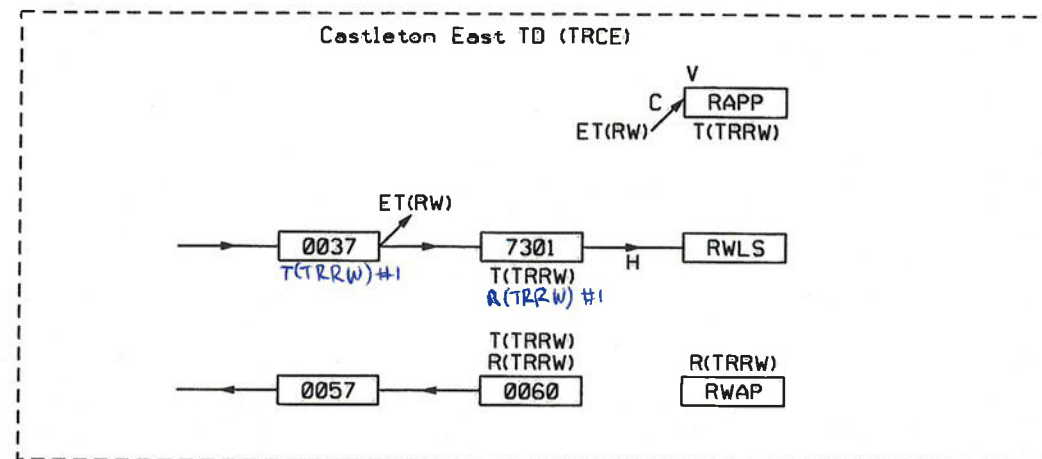 Castleton East TD (TRCE)
V
C
RAPP
ET(RW)
T(TRRW)
ET(RW)
0037
7301
H
RWLS
T(TRRW) #1
T(TRRW)
R(TRRW) #1
T(TRRW)
R(TRRW)
R(TRRW)
0057
0060
RWAP